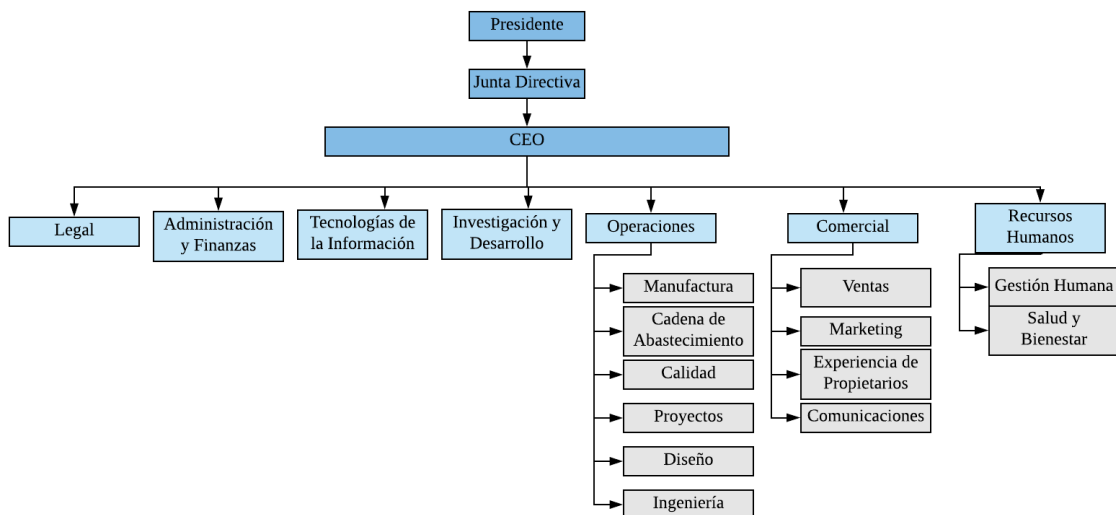 Presidente
Junta Directiva
CEO
Legal
Administración
y Finanzas
Tecnologías de
la Información
Investigación y
Desarrollo
Operaciones
Comercial
Recursos
Humanos
Manufactura
Cadena de
Abastecimiento
Calidad
Proyectos
Diseño
Ingeniería
Ventas
Marketing
Experiencia de
Propietarios
Comunicaciones
Gestión Humana
Salud y
Bienestar